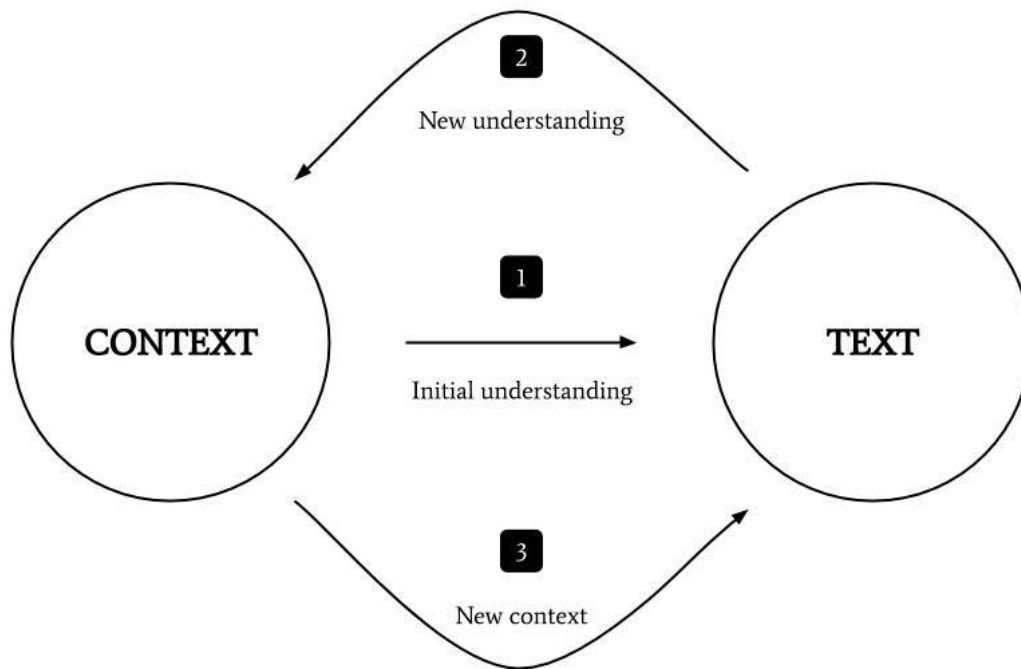 2
New understanding
1
CONTEXT
TEXT
Initial understanding
3
New context